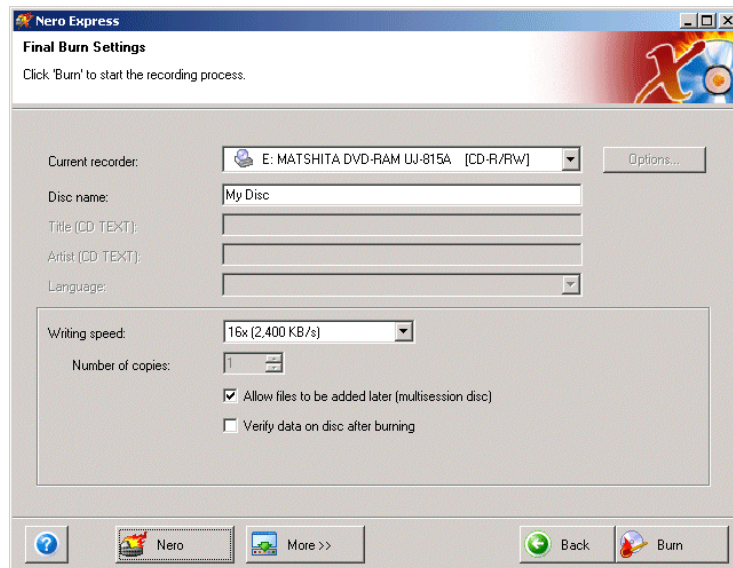 Nero Express
Final Burn Settings
Click 'Burn' to start the recording process.
Current recorder: E: MATSHITA DVD-RAM UJ-815A [CD-R/RW] Options...
Disc name: My Disc
Title (CD TEXT):
Artist (CD TEXT):
Language:
Writing speed: 16x (2,400 KB/s)
Number of copies: 1
Allow files to be added later (multisession disc)
Verify data on disc after burning
? Nero More >> Back Burn